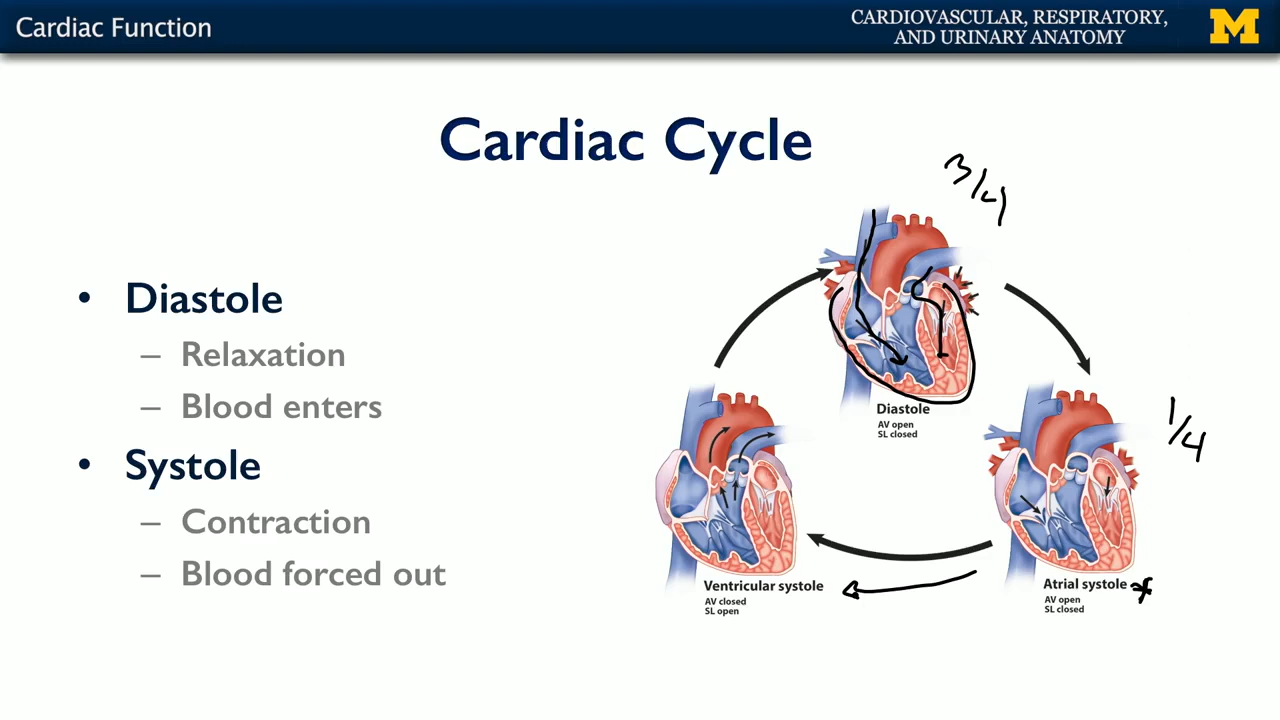 Cardiac Function
CARDIOVASCULAR, RESPIRATORY,
AND URINARY ANATOMY
M
Cardiac Cycle
3/4
• Diastole
– Relaxation
– Blood enters
• Systole
– Contraction
– Blood forced out
Diastole
AV open
SL closed
1/4
Ventricular systole
AV closed
SL open
Atrial systole *
AV open
SL closed